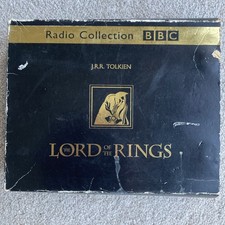 Radio Collection BBC
J.R.R. TOLKIEN
THE LORD OF THE RINGS